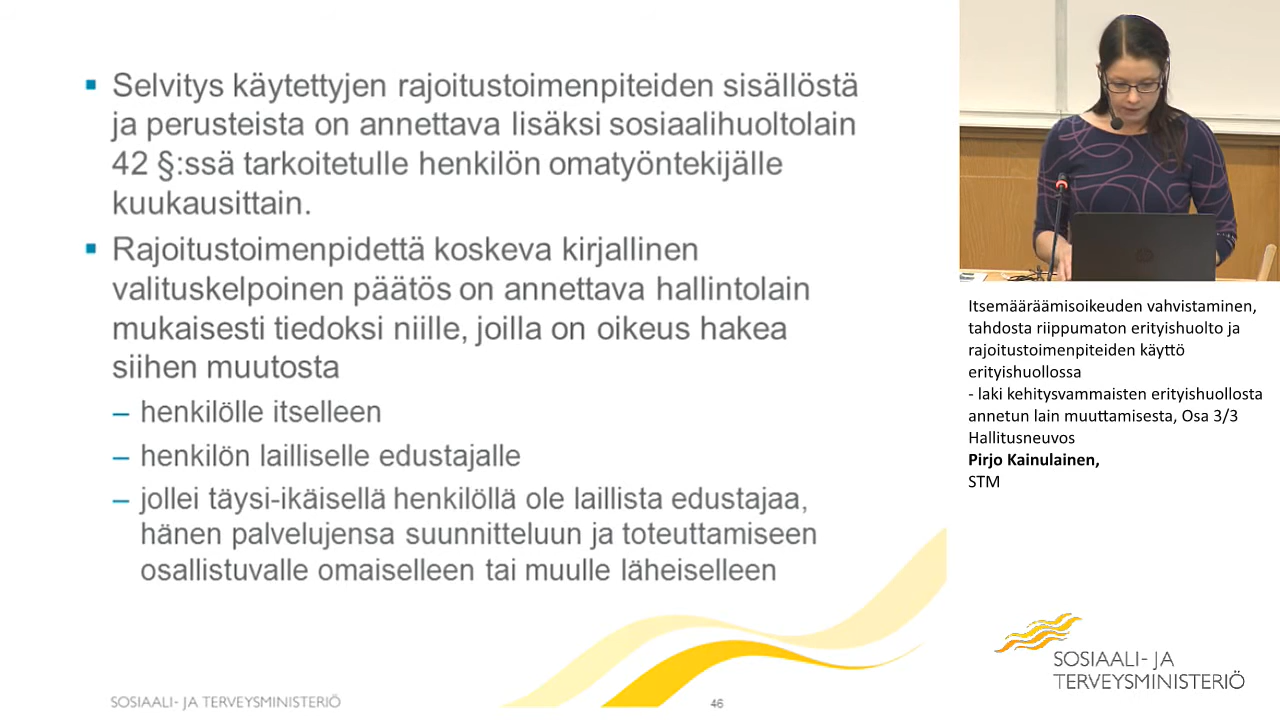 Selvitys käytettyjen rajoitustoimenpiteiden sisällöstä
ja perusteista on annettava lisäksi sosiaalihuoltolain
42 §:ssä tarkoitetulle henkilön omatyöntekijälle
kuukausittain.
Rajoitustoimenpidettä koskeva kirjallinen
valituskelpoinen päätös on annettava hallintolain
mukaisesti tiedoksi niille, joilla on oikeus hakea
siihen muutosta
– henkilölle itselleen
– henkilön lailliselle edustajalle
– jollei täysi-ikäisellä henkilöllä ole laillista edustajaa,
hänen palvelujensa suunnitteluun ja toteuttamiseen
osallistuvalle omaiselleen tai muulle läheiselleen
SOSIAALI- JA TERVEYSMINISTERIÖ
46
Itsemääräämisoikeuden vahvistaminen,
tahdosta riippumaton erityishuolto ja
rajoitustoimenpiteiden käyttö
erityishuollossa
- laki kehitysvammaisten erityishuollosta
annetun lain muuttamisesta, Osa 3/3
Hallitusneuvos
Pirjo Kainulainen,
STM
SOSIAALI- JA
TERVEYSMINISTERIÖ